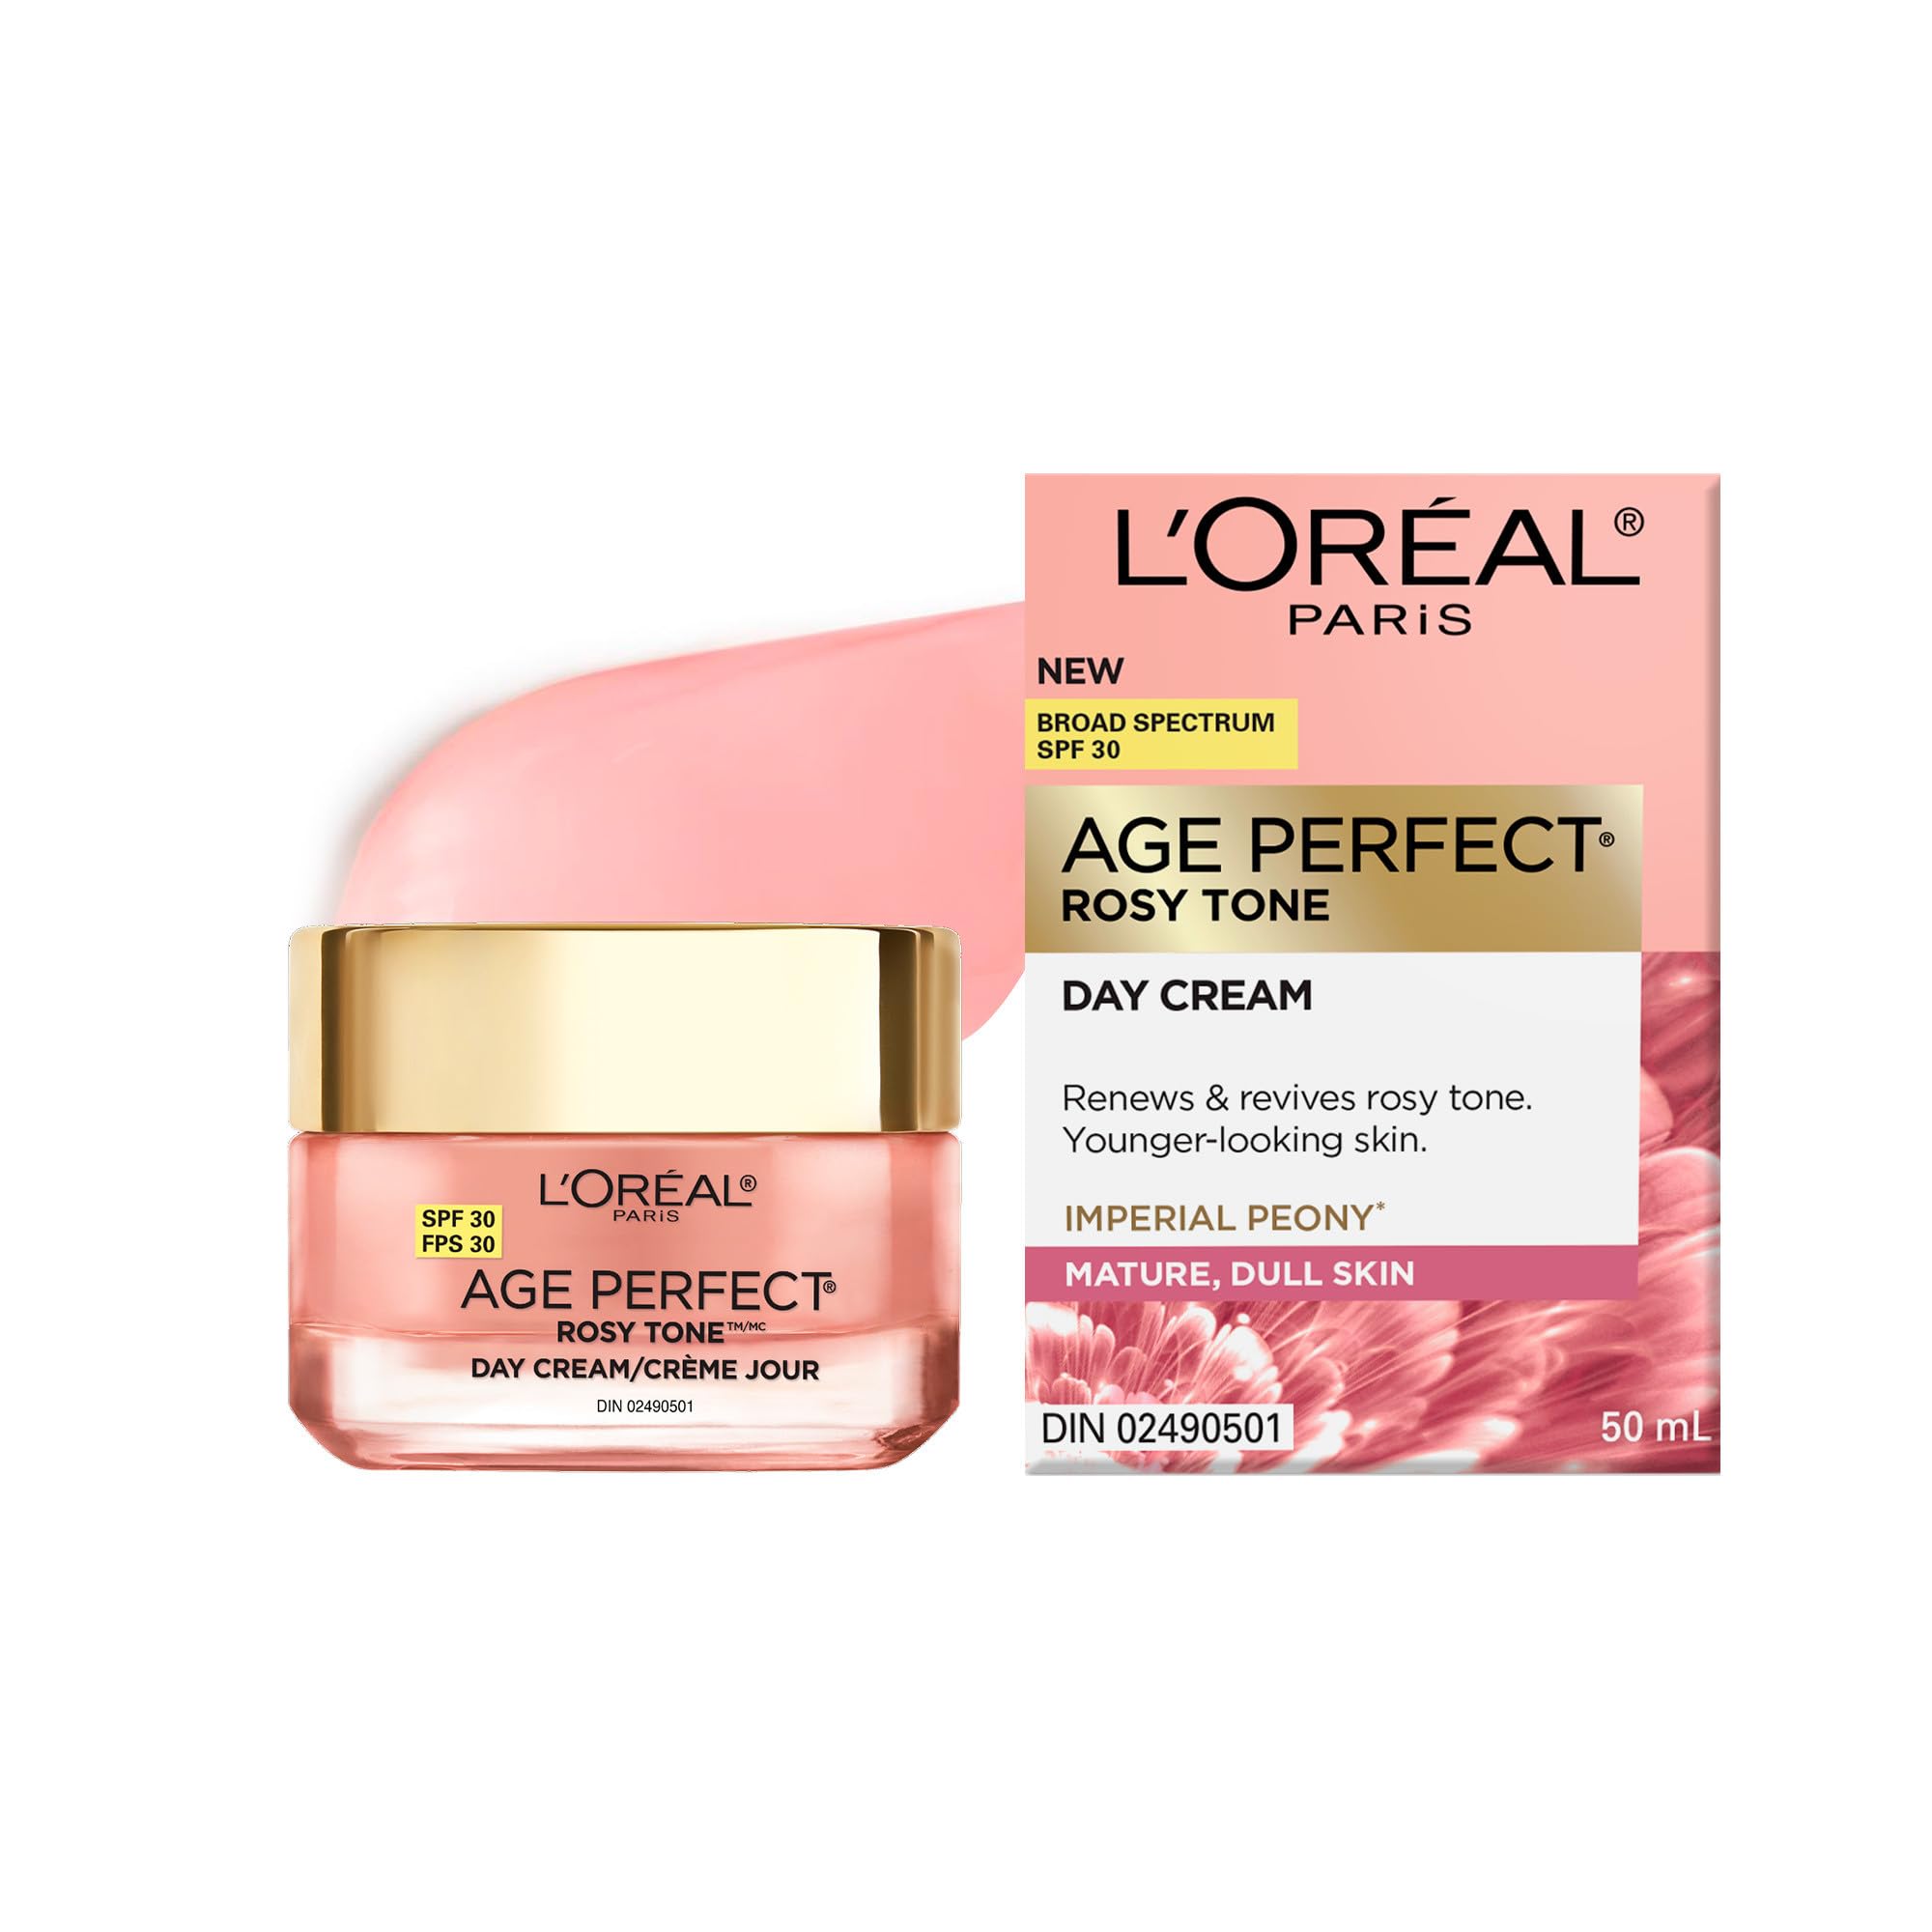 L'ORÉAL®
PARiS
NEW
BROAD SPECTRUM
SPF 30
AGE PERFECT®
ROSY TONE
DAY CREAM
Renews & revives rosy tone.
Younger-looking skin.
IMPERIAL PEONY*
MATURE, DULL SKIN
DIN 02490501
50 mL
L'ORÉAL®
PARiS
SPF 30
FPS 30
AGE PERFECT®
ROSY TONE™/MC
DAY CREAM/CRÈME JOUR
DIN 02490501